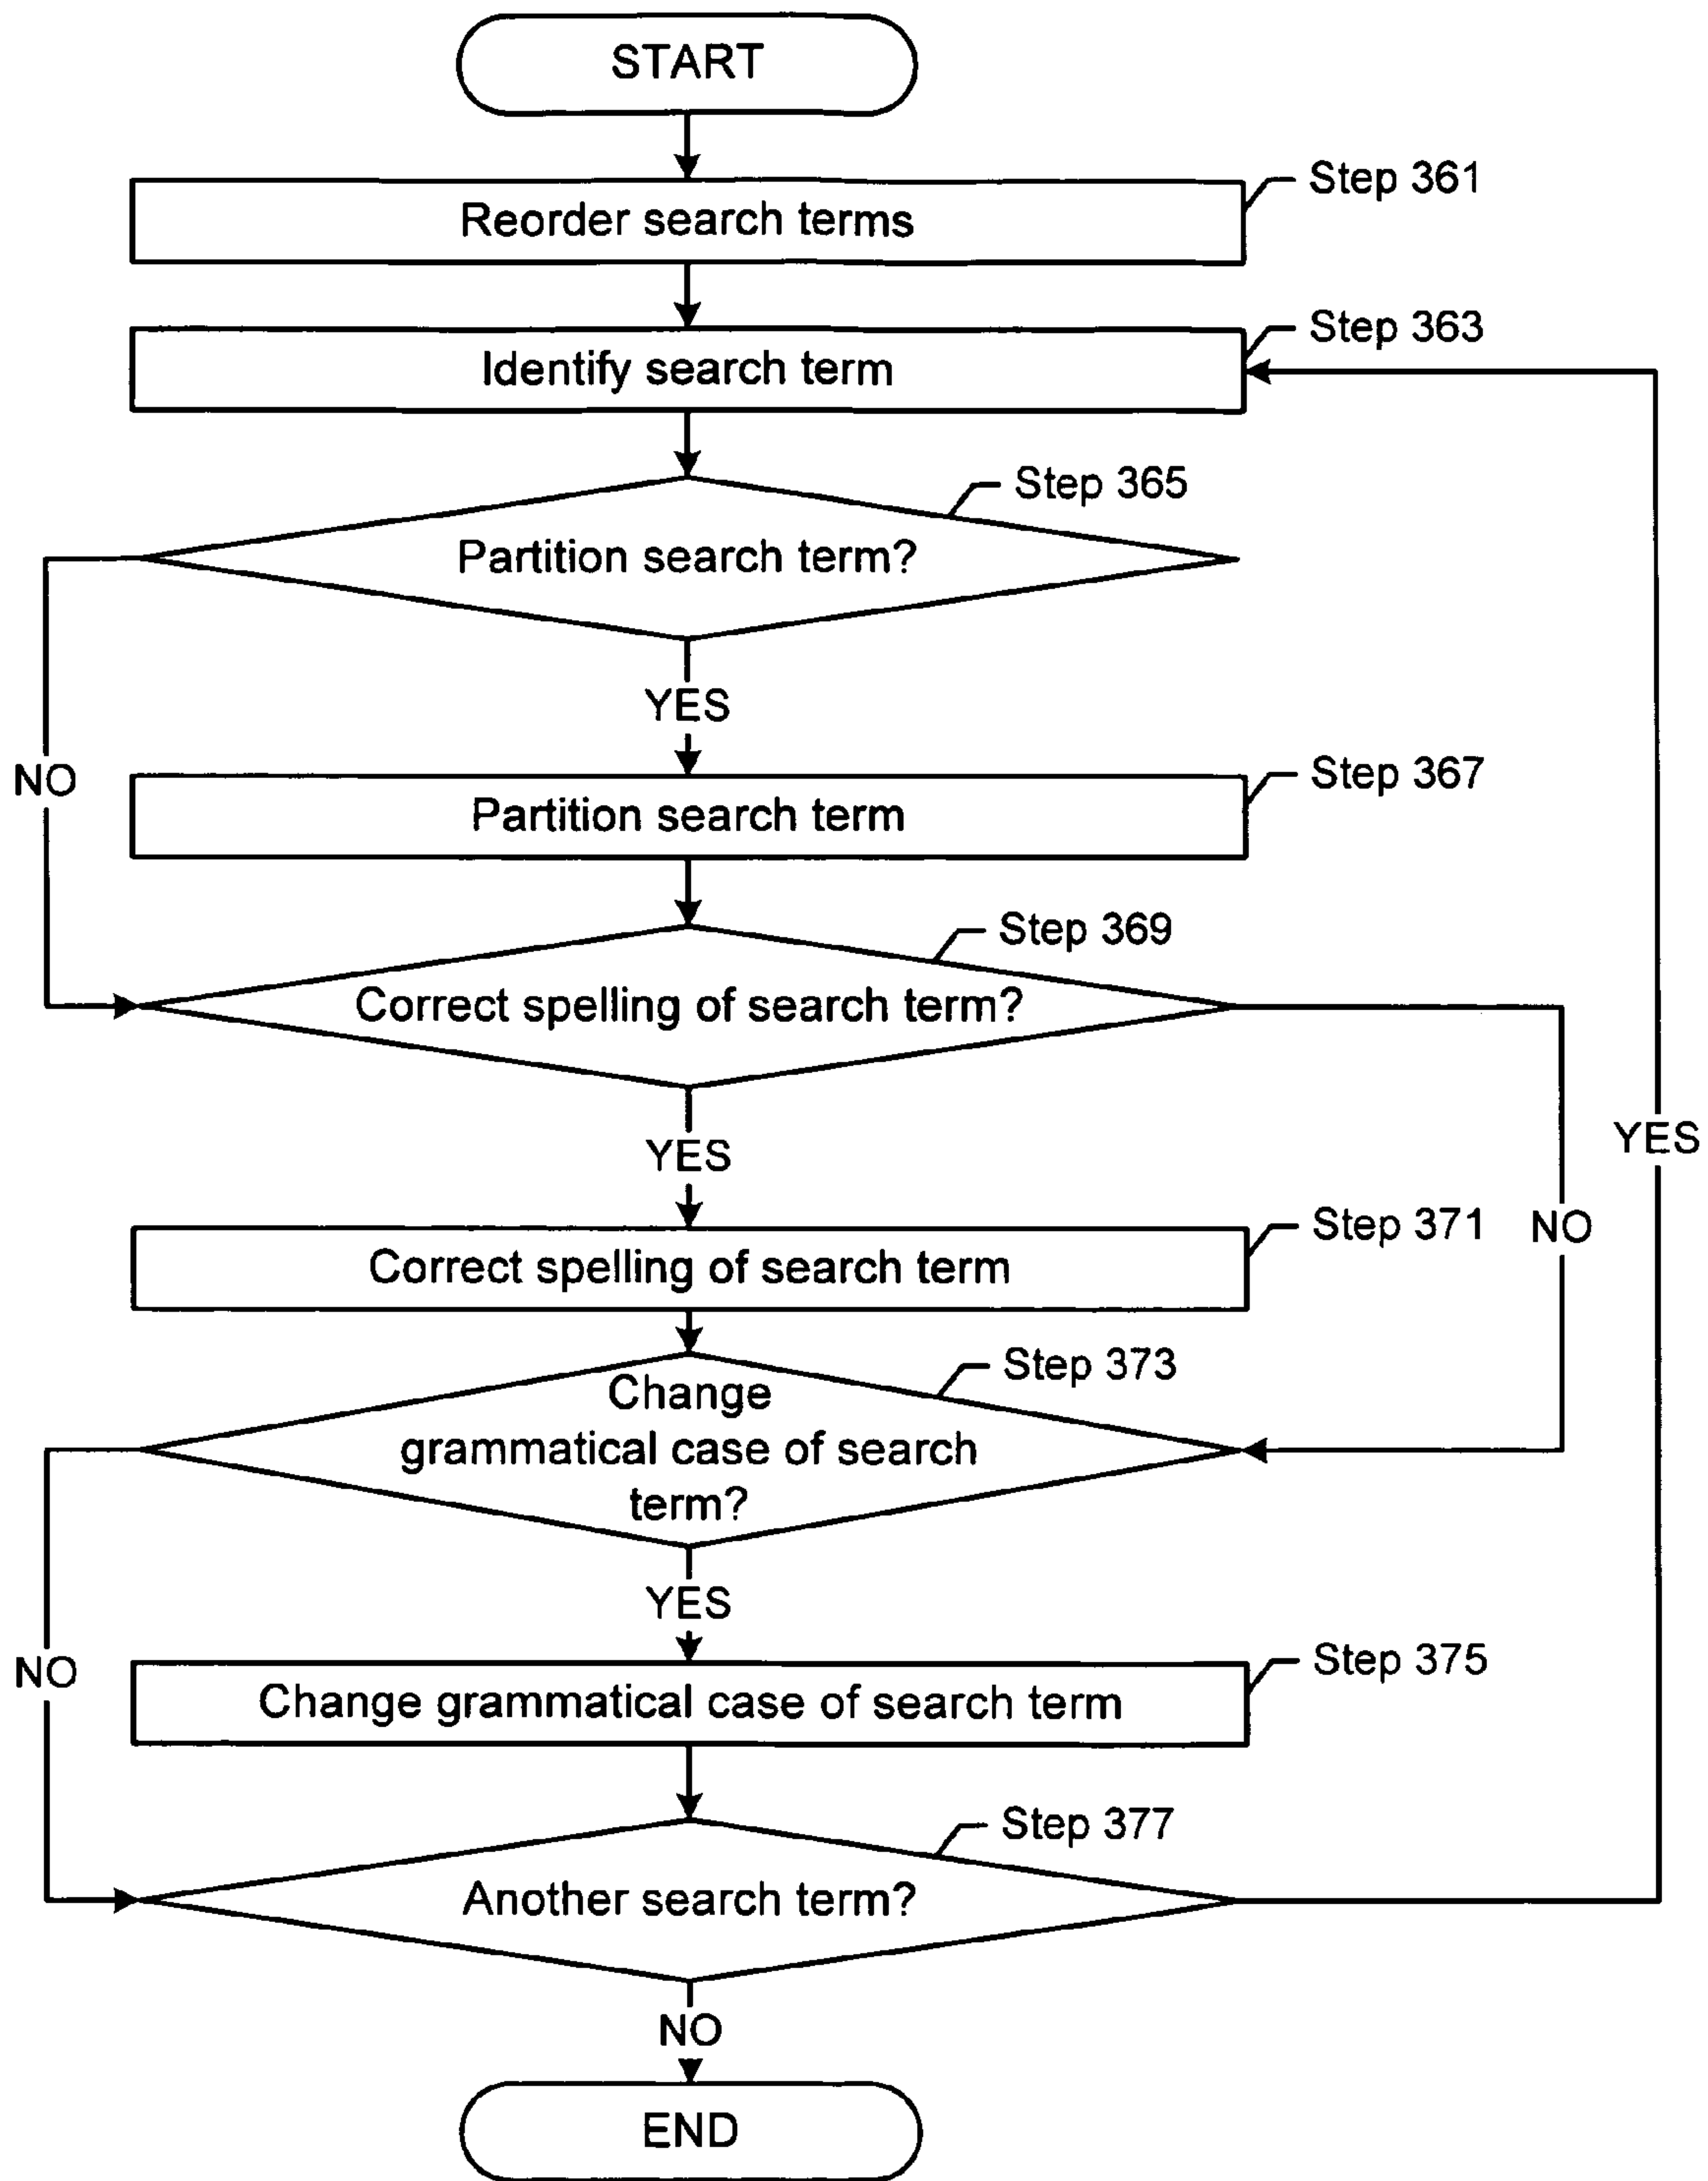 START
Step 361
Reorder search terms
Step 363
Identify search term
Step 365
Partition search term?
YES
NO
Step 367
Partition search term
Step 369
Correct spelling of search term?
YES
YES
Step 371
NO
Correct spelling of search term
Step 373
Change
grammatical case of search
term?
YES
NO
Step 375
Change grammatical case of search term
Step 377
Another search term?
NO
END